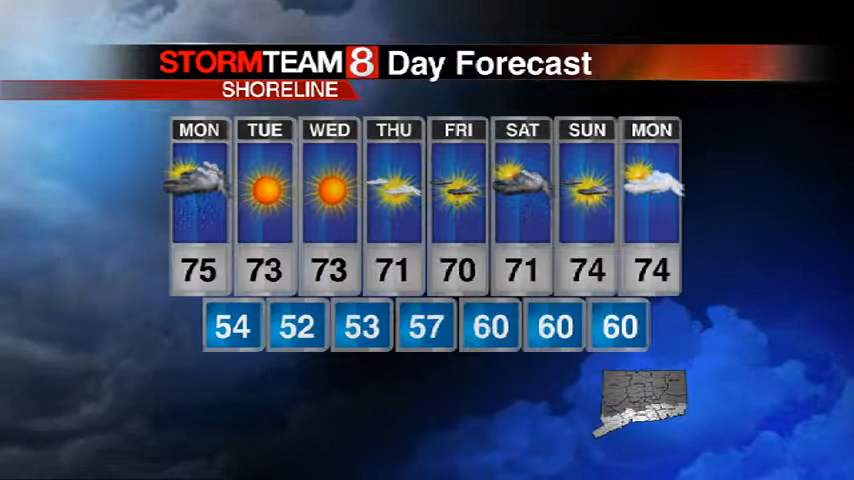 STORMTEAM 8 Day Forecast
SHORELINE
MON TUE WED THU FRI SAT SUN MON
75 73 73 71 70 71 74 74
54 52 53 57 60 60 60